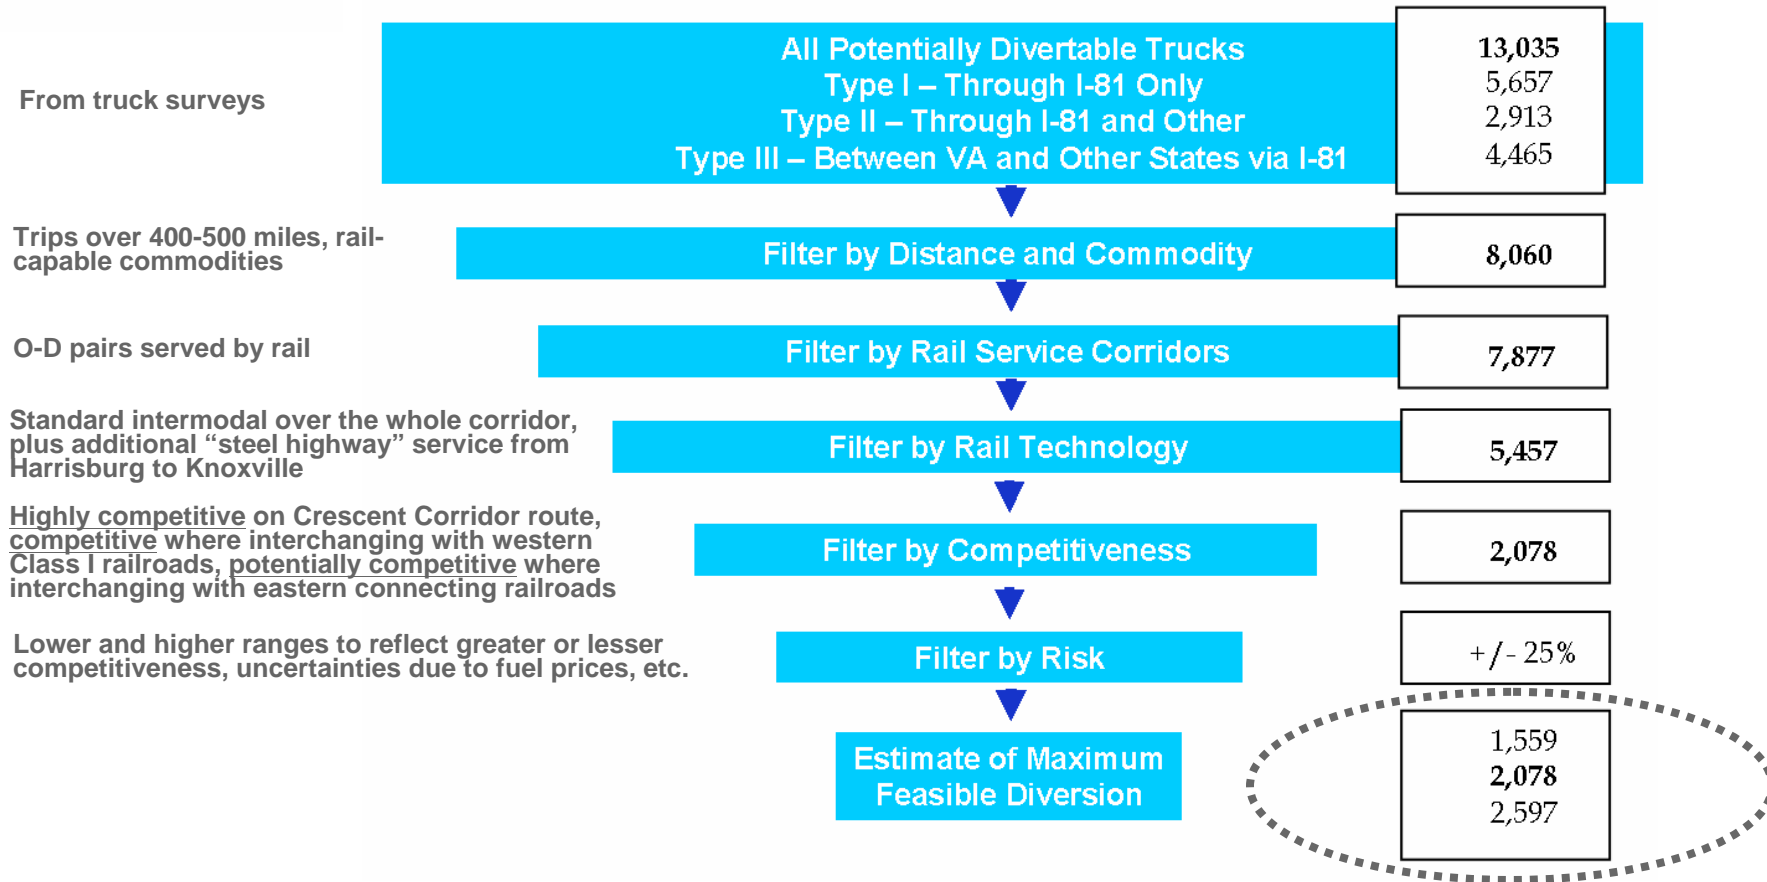 From truck surveys
All Potentially Divertable Trucks
Type I – Through I-81 Only
Type II – Through I-81 and Other
Type III – Between VA and Other States via I-81
13,035
5,657
2,913
4,465
Trips over 400-500 miles, rail-
capable commodities
Filter by Distance and Commodity
8,060
O-D pairs served by rail
Filter by Rail Service Corridors
7,877
Standard intermodal over the whole corridor,
plus additional “steel highway” service from
Harrisburg to Knoxville
Filter by Rail Technology
5,457
Highly competitive on Crescent Corridor route,
competitive where interchanging with western
Class I railroads, potentially competitive where
interchanging with eastern connecting railroads
Filter by Competitiveness
2,078
Lower and higher ranges to reflect greater or lesser
competitiveness, uncertainties due to fuel prices, etc.
Filter by Risk
+/- 25%
Estimate of Maximum
Feasible Diversion
1,559
2,078
2,597